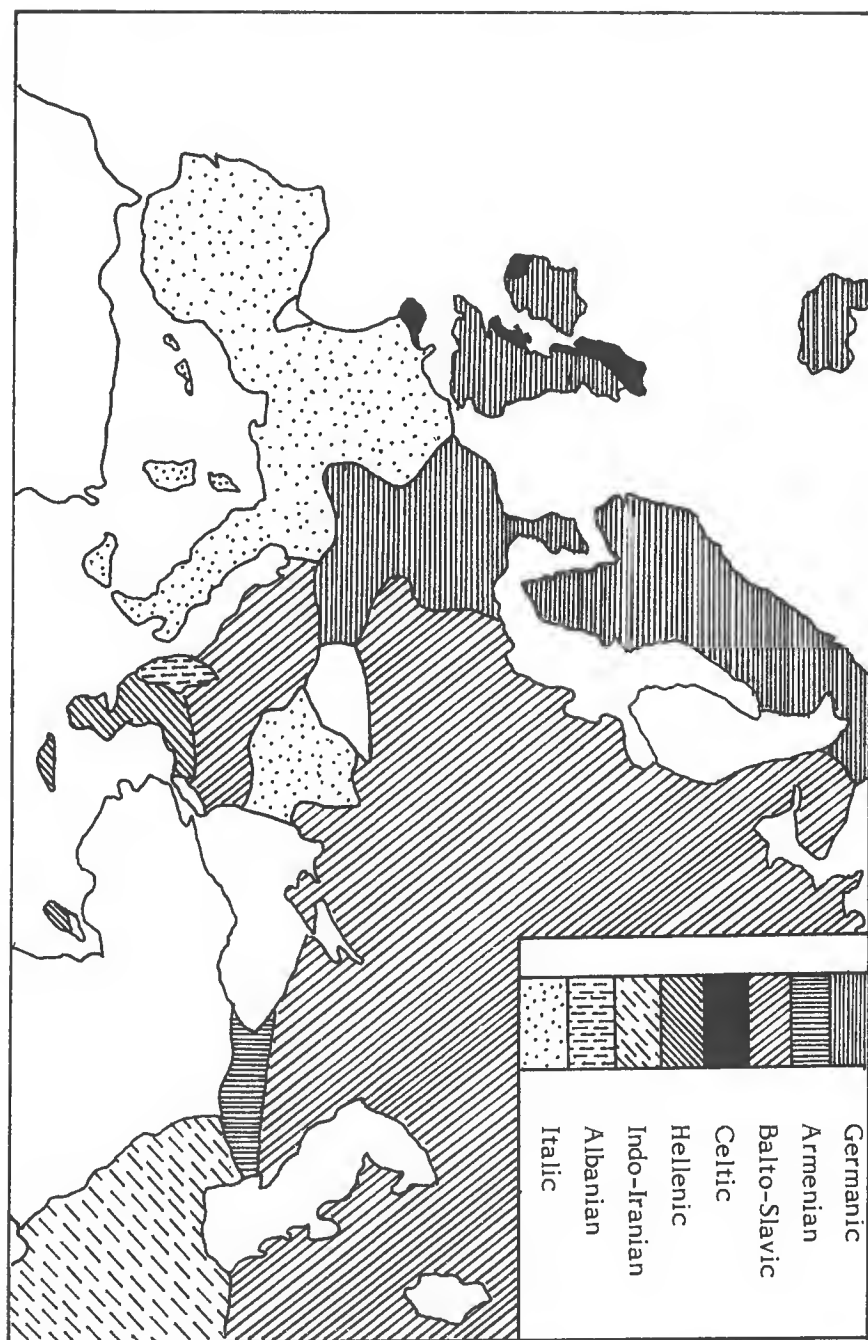 Germanic
Armenian
Balto-Slavic
Celtic
Hellenic
Indo-Iranian
Albanian
Italic